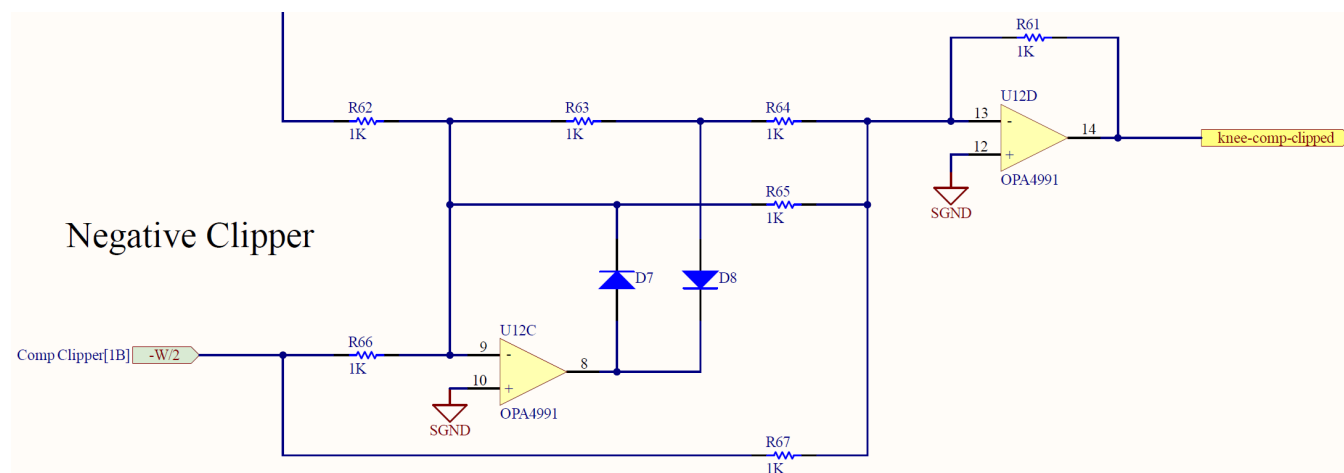 R61
1K
R62
1K
R63
1K
R64
1K
U12D
13
-
14
knee-comp-clipped
12
+
OPA4991
SGND
R65
1K
Negative Clipper
D7
D8
U12C
Comp Clipper[1B]
-W/2
R66
1K
9
-
8
10
+
OPA4991
SGND
R67
1K